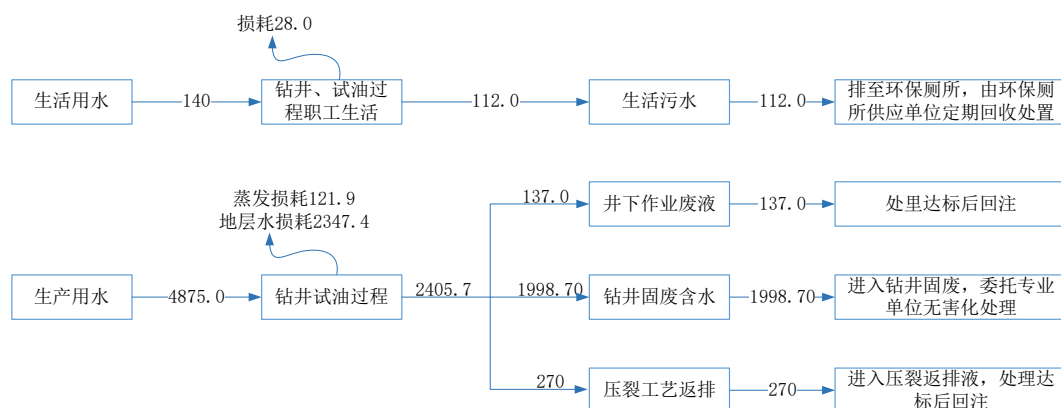 损耗28.0
生活用水
140
钻井、试油过
程职工生活
112.0
生活污水
112.0
排至环保厕所，由环保厕
所供应单位定期回收处置
蒸发损耗121.9
地层水损耗2347.4
137.0
井下作业废液
137.0
处里达标后回注
生产用水
4875.0
钻井试油过程
2405.7
1998.70
钻井固废含水
1998.70
进入钻井固废，委托专业
单位无害化处理
270
压裂工艺返排
270
进入压裂返排液，处理达
标后回注